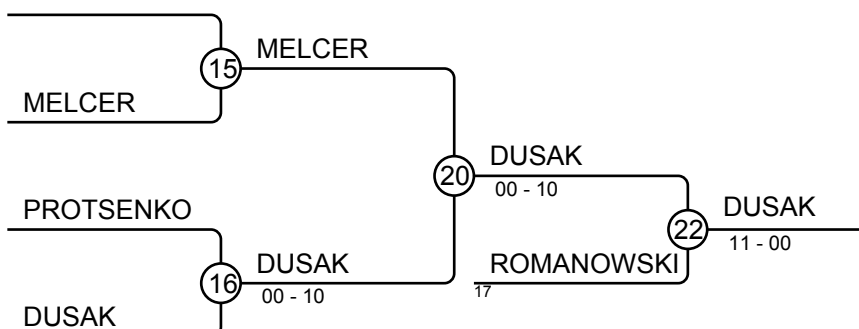 15
MELCER
MELCER
20
DUSAK
00 - 10
PROTSENKO
22
DUSAK
11 - 00
16
DUSAK
00 - 10
ROMANOWSKI
17
DUSAK